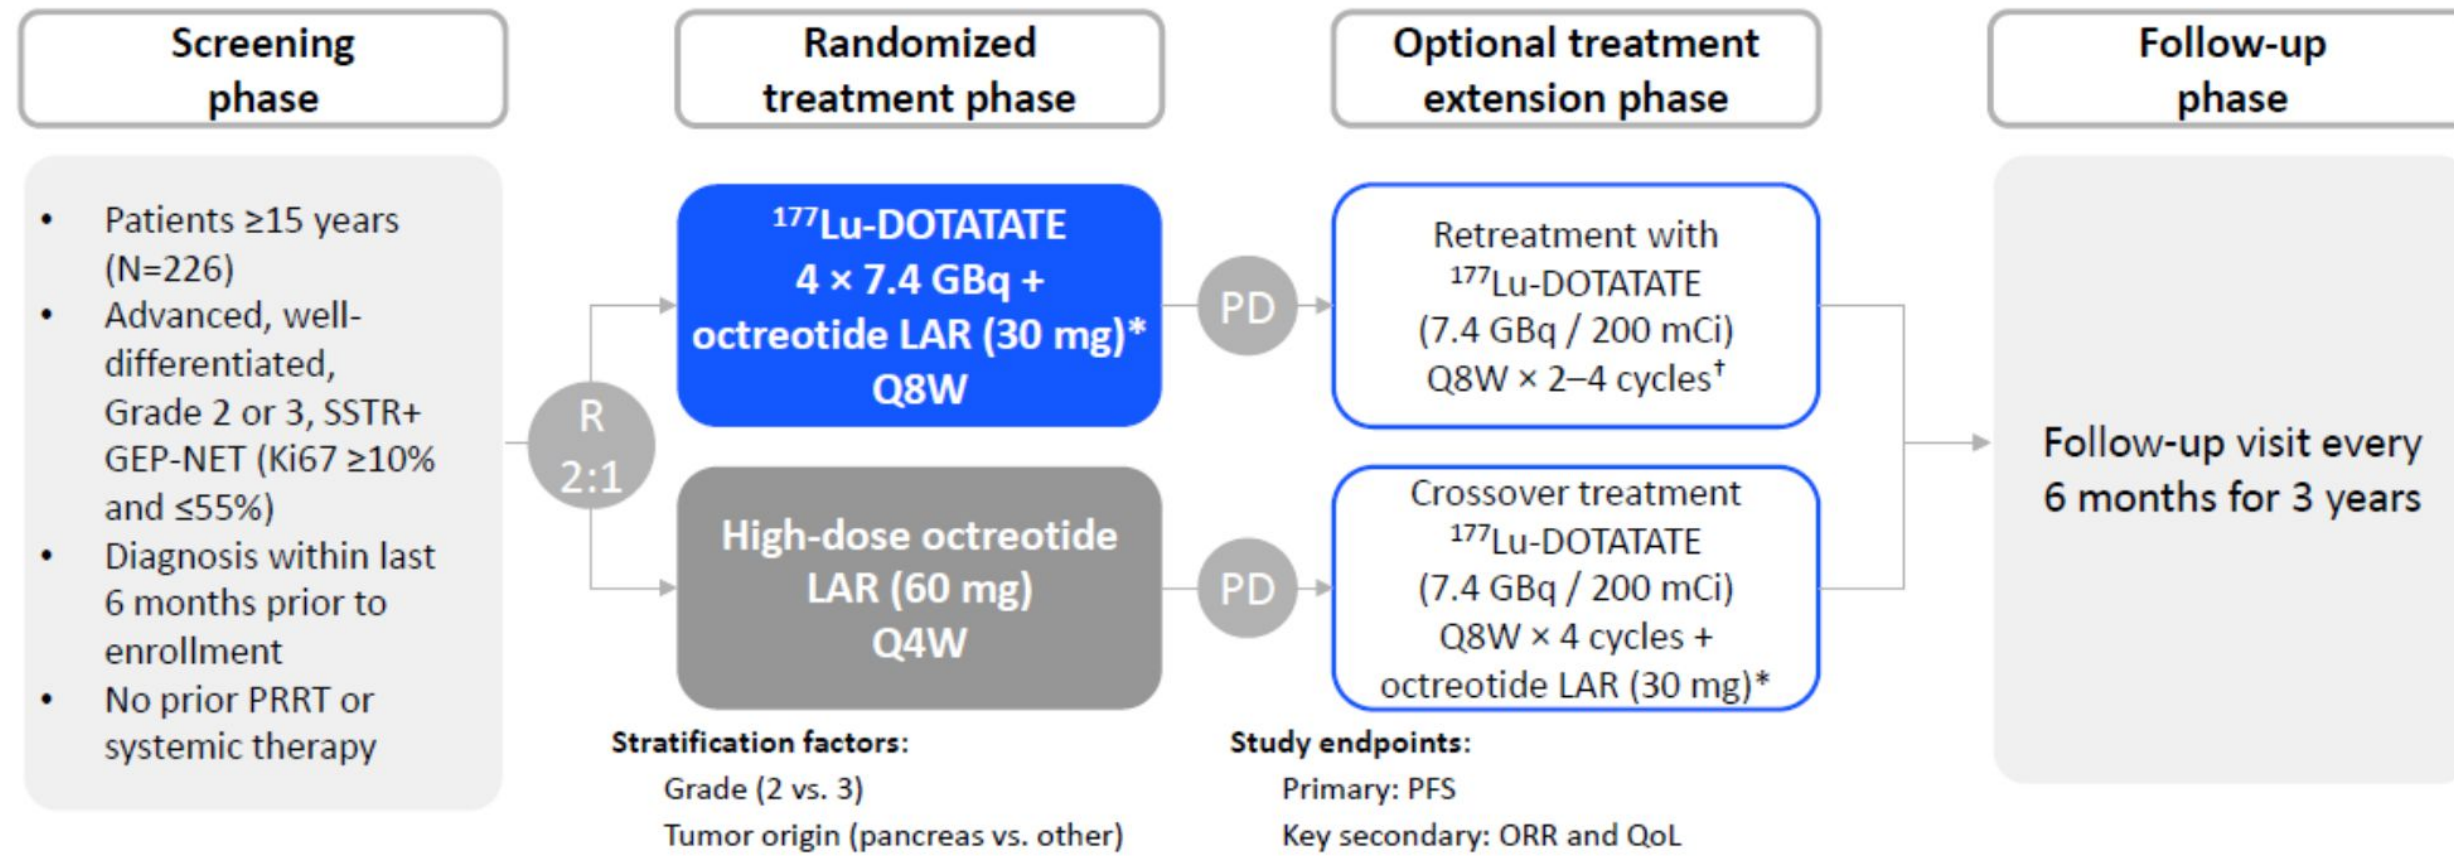 Screening
phase
Randomized
treatment phase
Optional treatment
extension phase
Follow-up
phase
• Patients ≥15 years
(N=226)
• Advanced, well-
differentiated,
Grade 2 or 3, SSTR+
GEP-NET (Ki67 ≥10%
and ≤55%)
• Diagnosis within last
6 months prior to
enrollment
• No prior PRRT or
systemic therapy
R
2:1
¹⁷⁷Lu-DOTATATE
4 × 7.4 GBq +
octreotide LAR (30 mg)*
Q8W
High-dose octreotide
LAR (60 mg)
Q4W
Stratification factors:
Grade (2 vs. 3)
Tumor origin (pancreas vs. other)
PD
PD
Retreatment with
¹⁷⁷Lu-DOTATATE
(7.4 GBq / 200 mCi)
Q8W × 2–4 cycles†
Crossover treatment
¹⁷⁷Lu-DOTATATE
(7.4 GBq / 200 mCi)
Q8W × 4 cycles +
octreotide LAR (30 mg)*
Study endpoints:
Primary: PFS
Key secondary: ORR and QoL
Follow-up visit every
6 months for 3 years